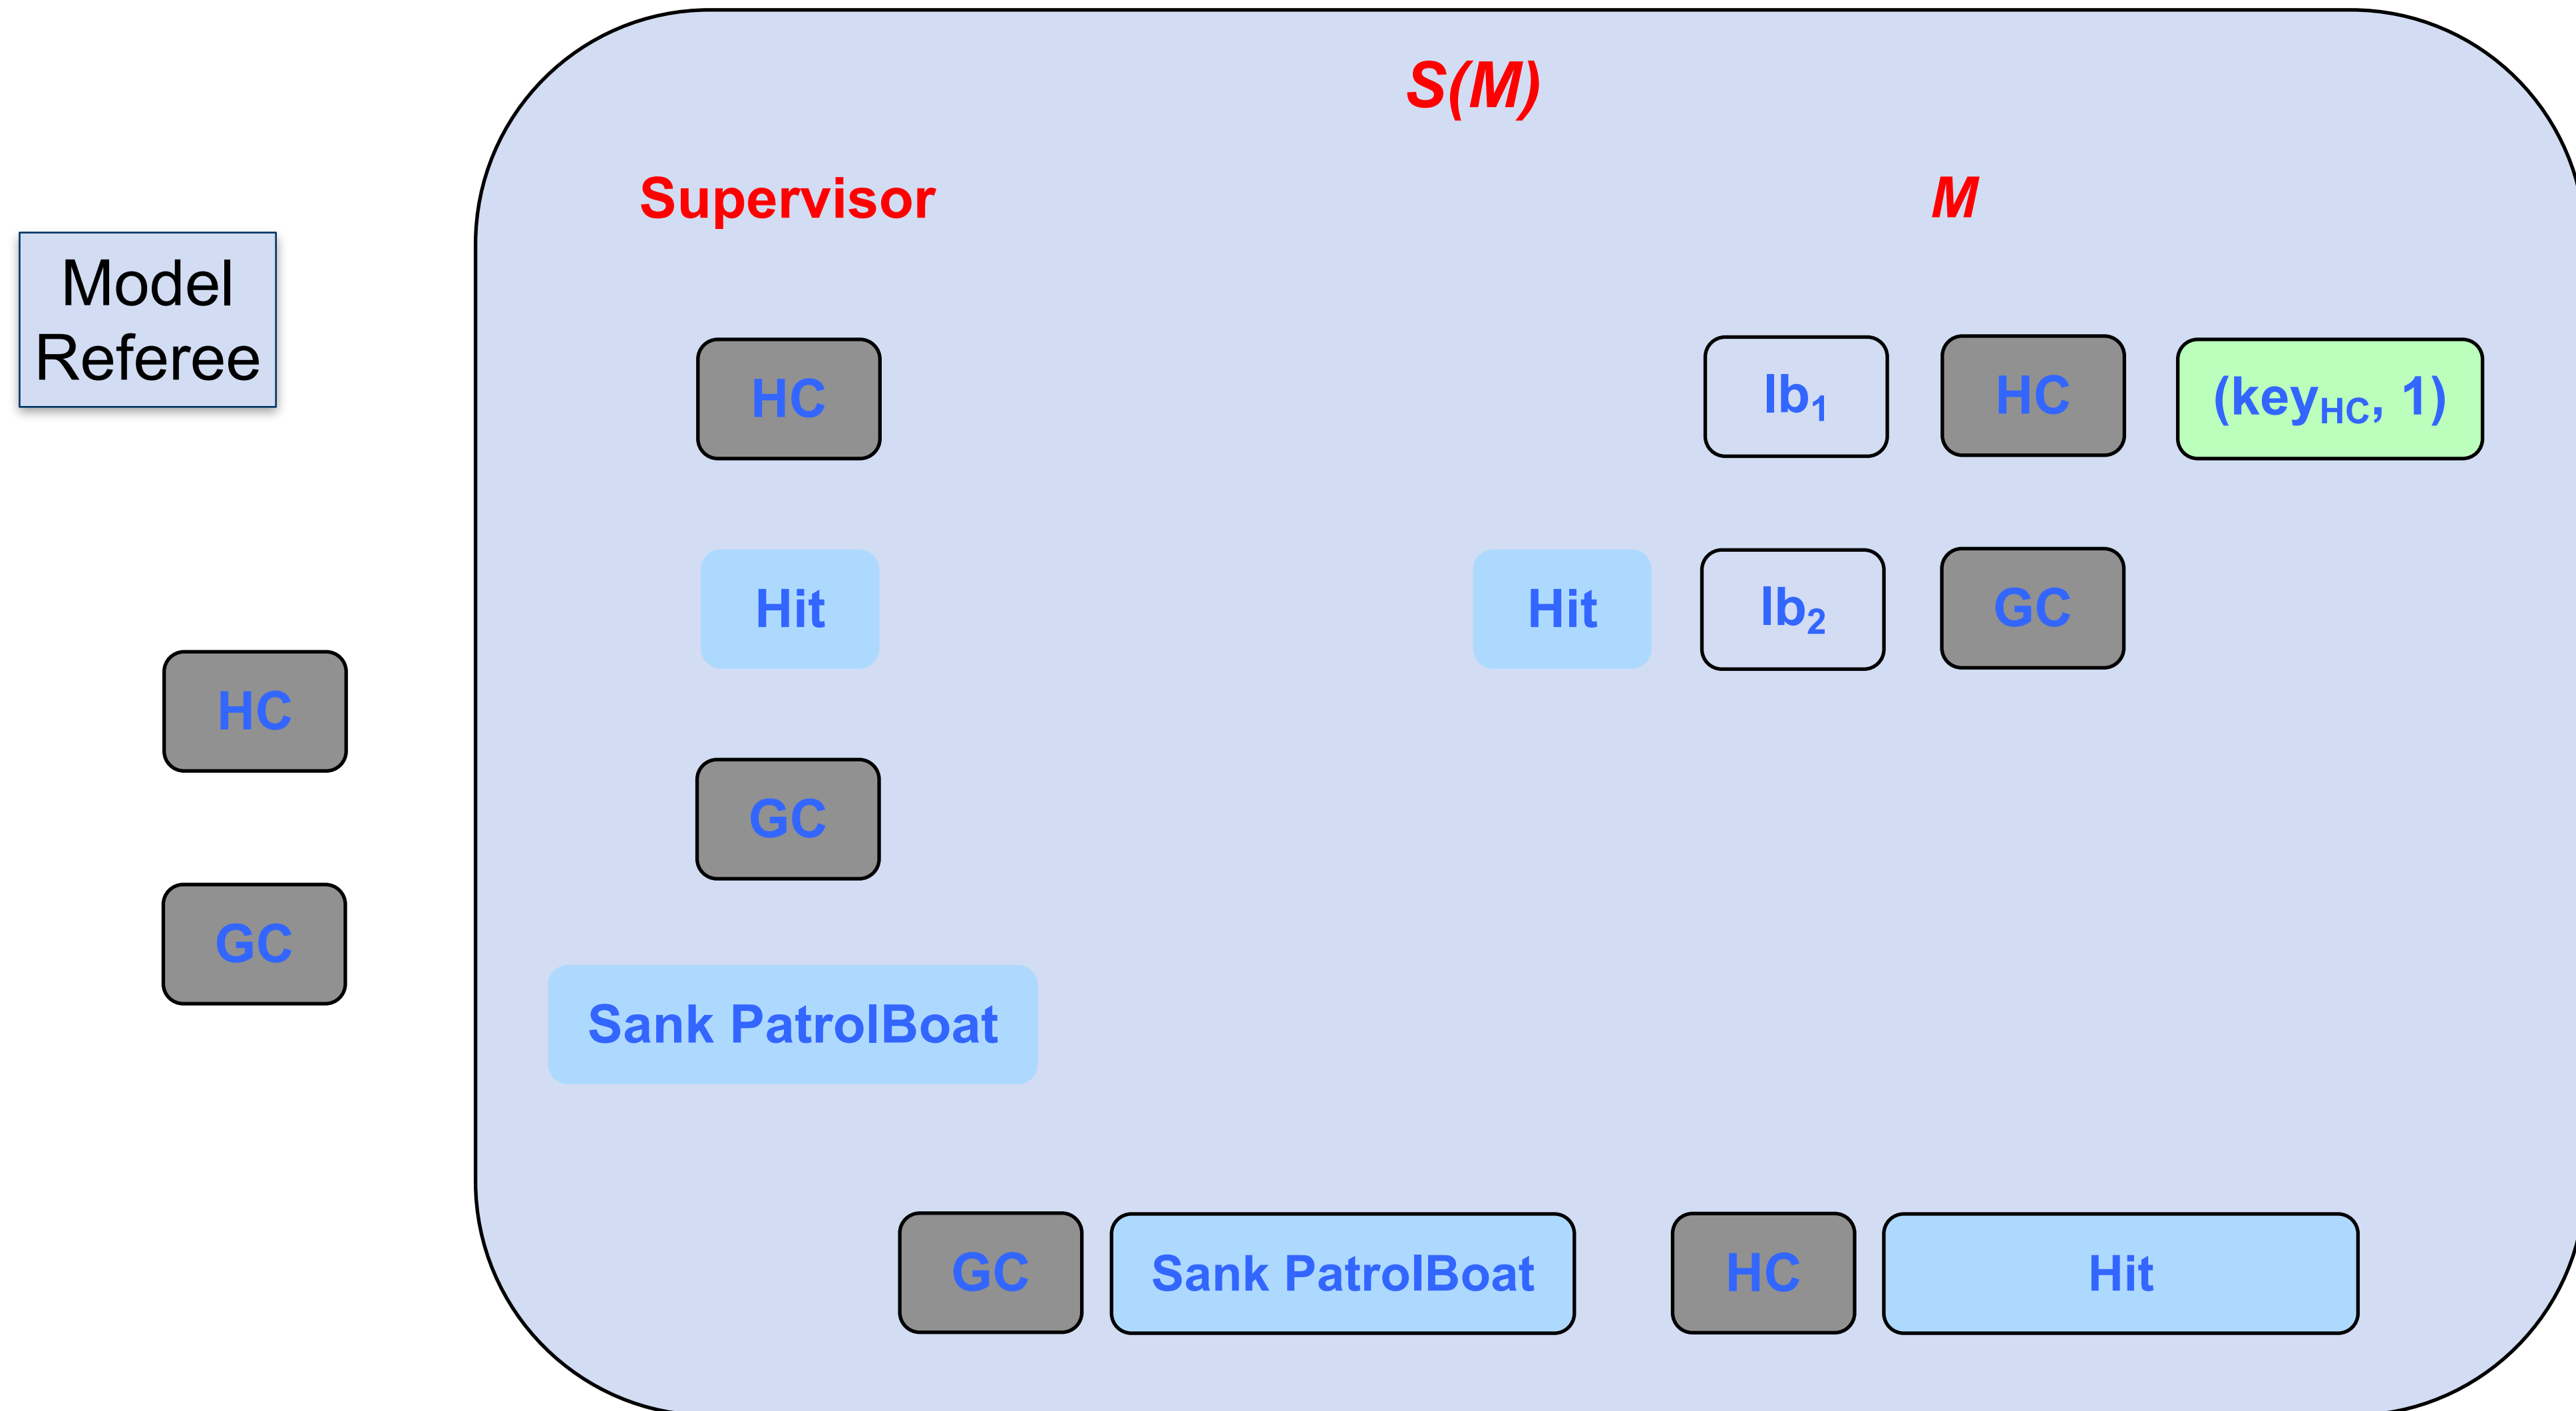 S(M)
Supervisor M
Model
Referee
HC lb₁ HC (key_HC, 1)
Hit Hit lb₂ GC
HC
GC
GC
Sank PatrolBoat
GC Sank PatrolBoat HC Hit